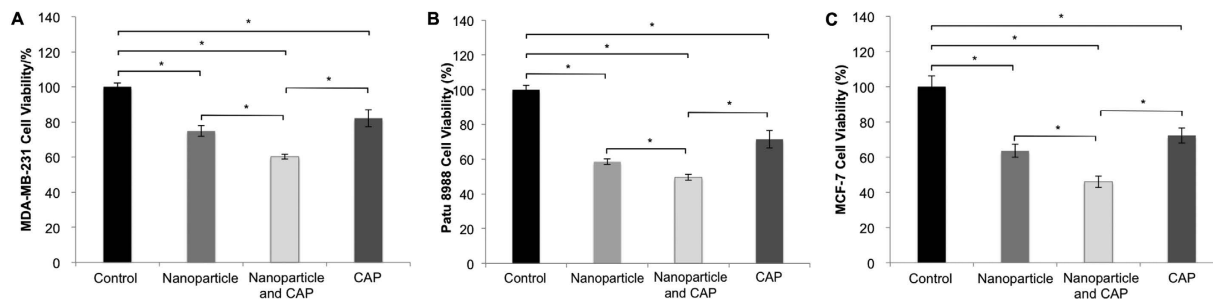 A
MDA-MB-231 Cell Viability/%
140
120
100
80
60
40
20
0
*
*
*
*
*
Control
Nanoparticle
Nanoparticle
and CAP
CAP
B
Patu 8988 Cell Viability (%)
140
120
100
80
60
40
20
0
*
*
*
*
*
Control
Nanoparticle
Nanoparticle
and CAP
CAP
C
MCF-7 Cell Viability (%)
140
120
100
80
60
40
20
0
*
*
*
*
*
Control
Nanoparticle
Nanoparticle
and CAP
CAP